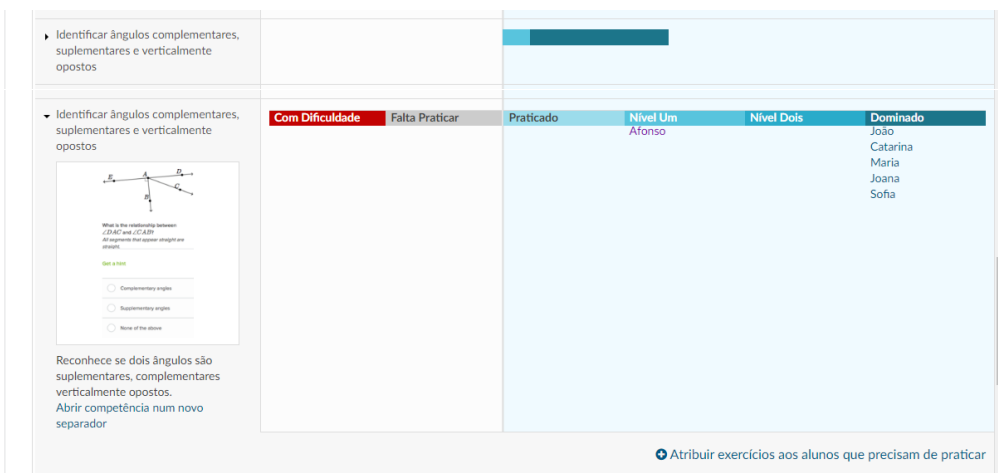 Identificar ângulos complementares,
suplementares e verticalmente
opostos
Identificar ângulos complementares,
suplementares e verticalmente
opostos
E
A
D
C
B
What is the relationship between
∠DAC and ∠CAB?
All segments that appear straight are
straight.
Get a hint
Complementary angles
Supplementary angles
None of the above
Reconhece se dois ângulos são
suplementares, complementares
verticalmente opostos.
Abrir competência num novo
separador
Com Dificuldade Falta Praticar Praticado Nível Um Nível Dois Dominado
Afonso João
Catarina
Maria
Joana
Sofia
Atribuir exercícios aos alunos que precisam de praticar